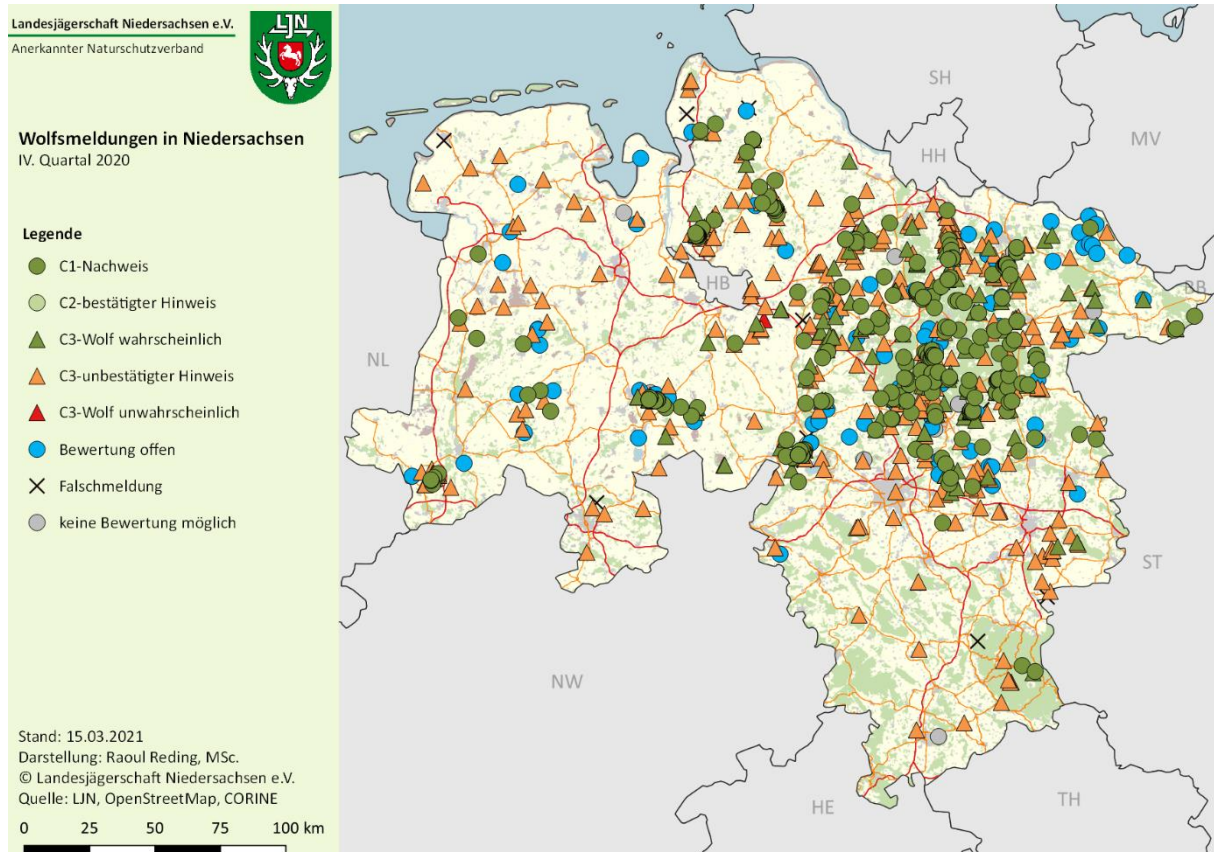 Landesjägerschaft Niedersachsen e.V.
Anerkannter Naturschutzverband
LJN
Wolfsmeldungen in Niedersachsen
IV. Quartal 2020
Legende
C1-Nachweis
C2-bestätigter Hinweis
C3-Wolf wahrscheinlich
C3-unbestätigter Hinweis
C3-Wolf unwahrscheinlich
Bewertung offen
Falschmeldung
keine Bewertung möglich
Stand: 15.03.2021
Darstellung: Raoul Reding, MSc.
© Landesjägerschaft Niedersachsen e.V.
Quelle: LJN, OpenStreetMap, CORINE
0 25 50 75 100 km
SH
MV
HH
HB
BB
NL
ST
NW
HE
TH